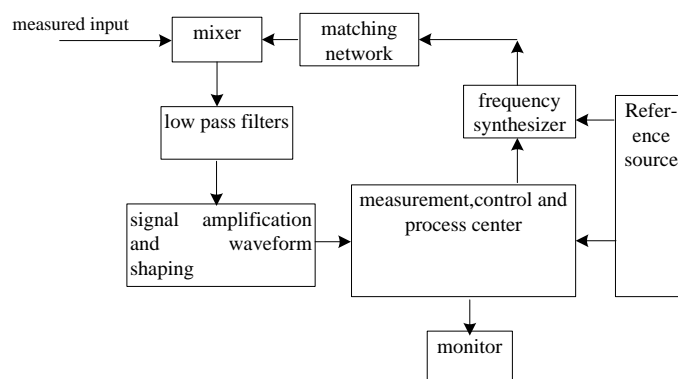 measured input
mixer
matching
network
frequency
synthesizer
Refer-
ence
source
low pass filters
signal amplification
and waveform
shaping
measurement,control and
process center
monitor